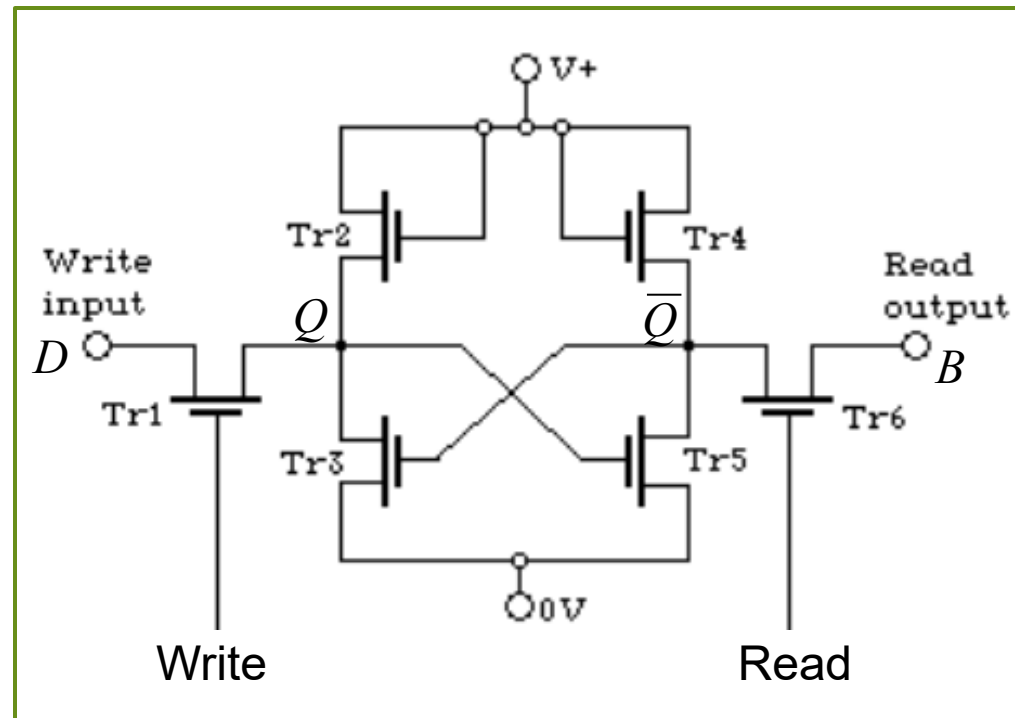 V+
Tr2
Tr4
Write
input
Read
output
Q
Q̅
D
B
Tr1
Tr6
Tr3
Tr5
0V
Write
Read